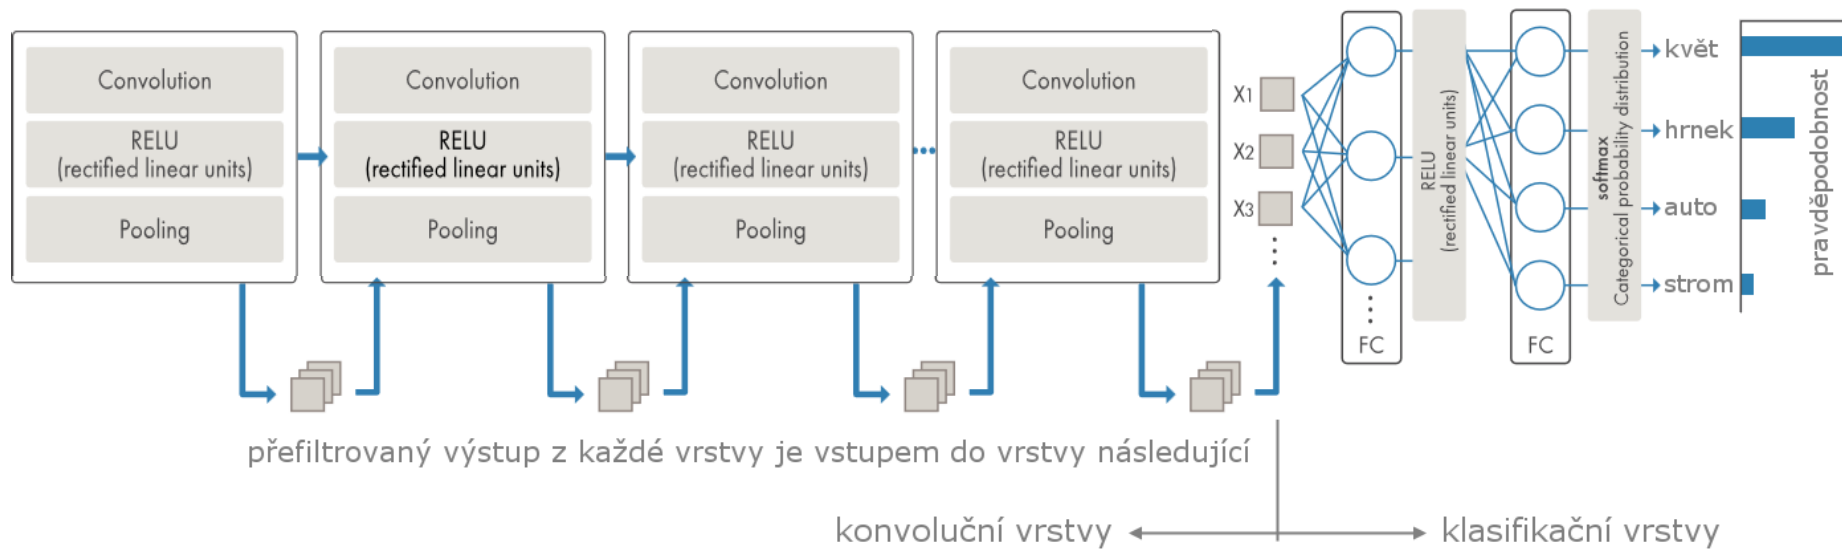 Convolution
RELU
(rectified linear units)
Pooling
Convolution
RELU
(rectified linear units)
Pooling
Convolution
RELU
(rectified linear units)
Pooling
Convolution
RELU
(rectified linear units)
Pooling
X1
X2
X3
FC
RELU
(rectified linear units)
FC
softmax
Categorical probability distribution
květ
hrnek
auto
strom
pravděpodobnost
přefiltrovaný výstup z každé vrstvy je vstupem do vrstvy následující
konvoluční vrstvy
klasifikační vrstvy